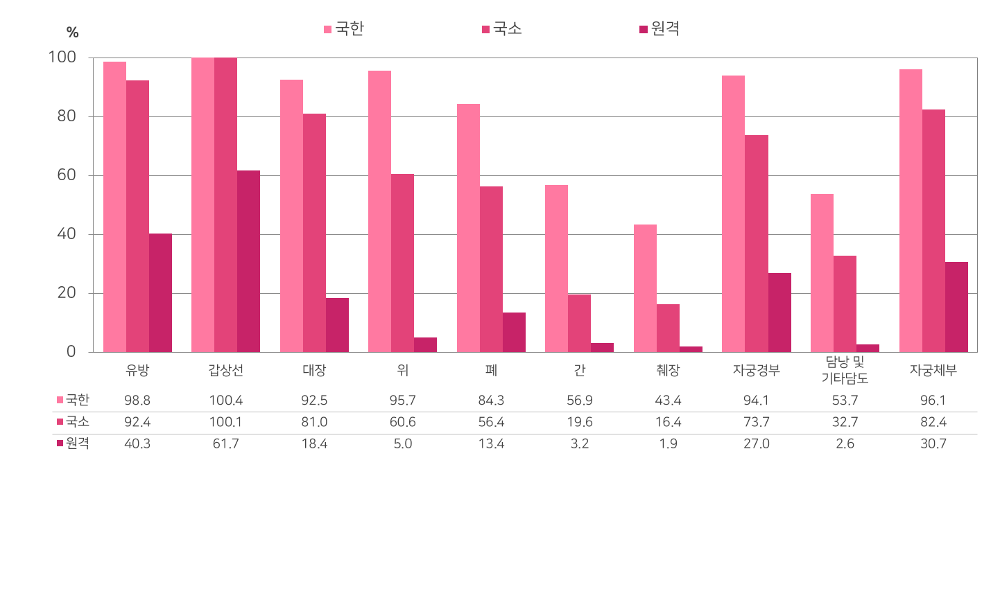 %
국한 국소 원격
100
80
60
40
20
0
유방 갑상선 대장 위 폐 간 췌장 자궁경부 담낭 및 자궁체부
기타담도
국한 98.8 100.4 92.5 95.7 84.3 56.9 43.4 94.1 53.7 96.1
국소 92.4 100.1 81.0 60.6 56.4 19.6 16.4 73.7 32.7 82.4
원격 40.3 61.7 18.4 5.0 13.4 3.2 1.9 27.0 2.6 30.7